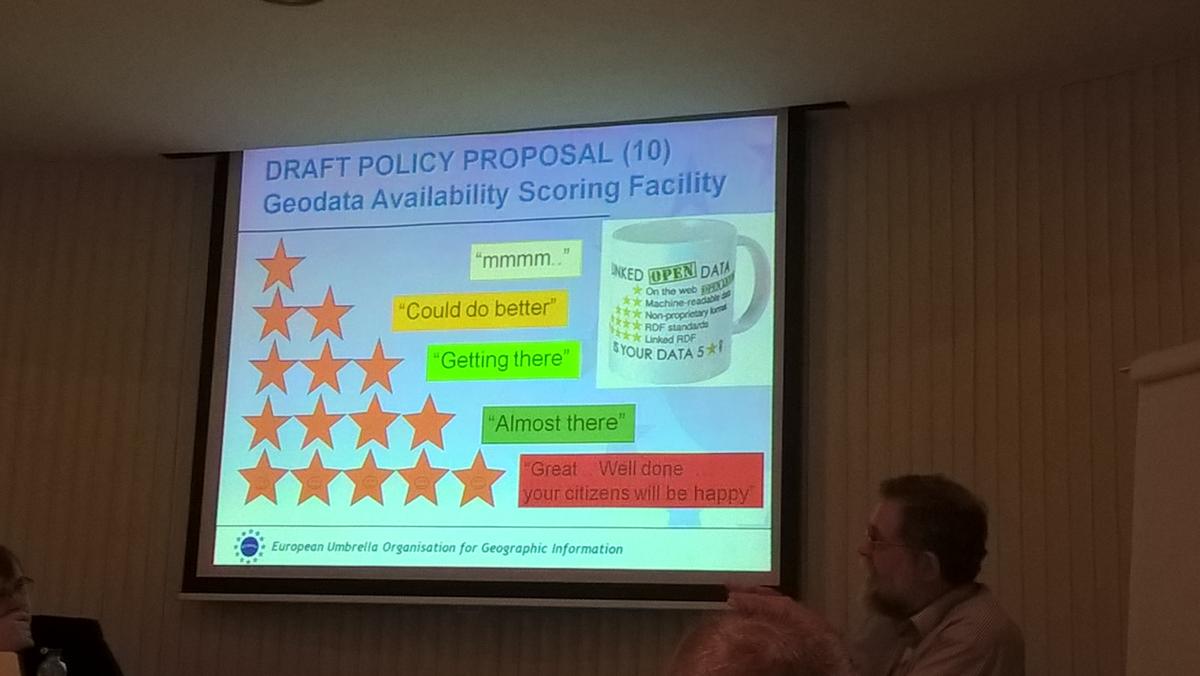 DRAFT POLICY PROPOSAL (10)
Geodata Availability Scoring Facility
“mmmm..”
“Could do better”
“Getting there”
“Almost there”
“Great .. Well done ..
your citizens will be happy”
LINKED OPEN DATA
On the web
Machine-readable data
Non-proprietary format
RDF standards
Linked RDF
IS YOUR DATA 5
European Umbrella Organisation for Geographic Information